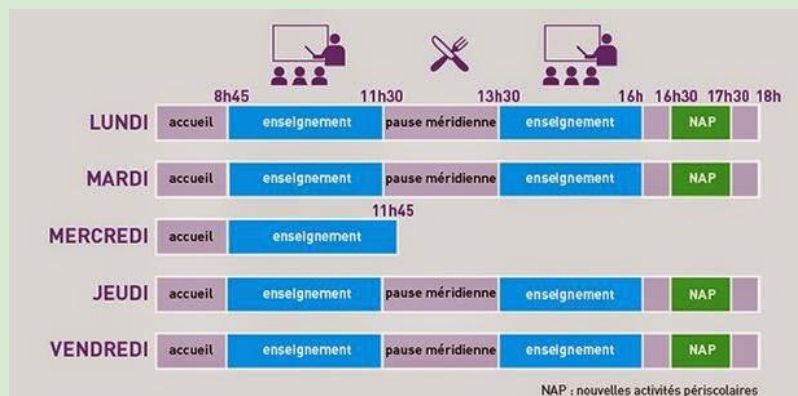 8h45 11h30 13h30 16h 16h30 17h30 18h
LUNDI accueil enseignement pause méridienne enseignement NAP
MARDI accueil enseignement pause méridienne enseignement NAP
11h45
MERCREDI accueil enseignement
JEUDI accueil enseignement pause méridienne enseignement NAP
VENDREDI accueil enseignement pause méridienne enseignement NAP
NAP : nouvelles activités périscolaires